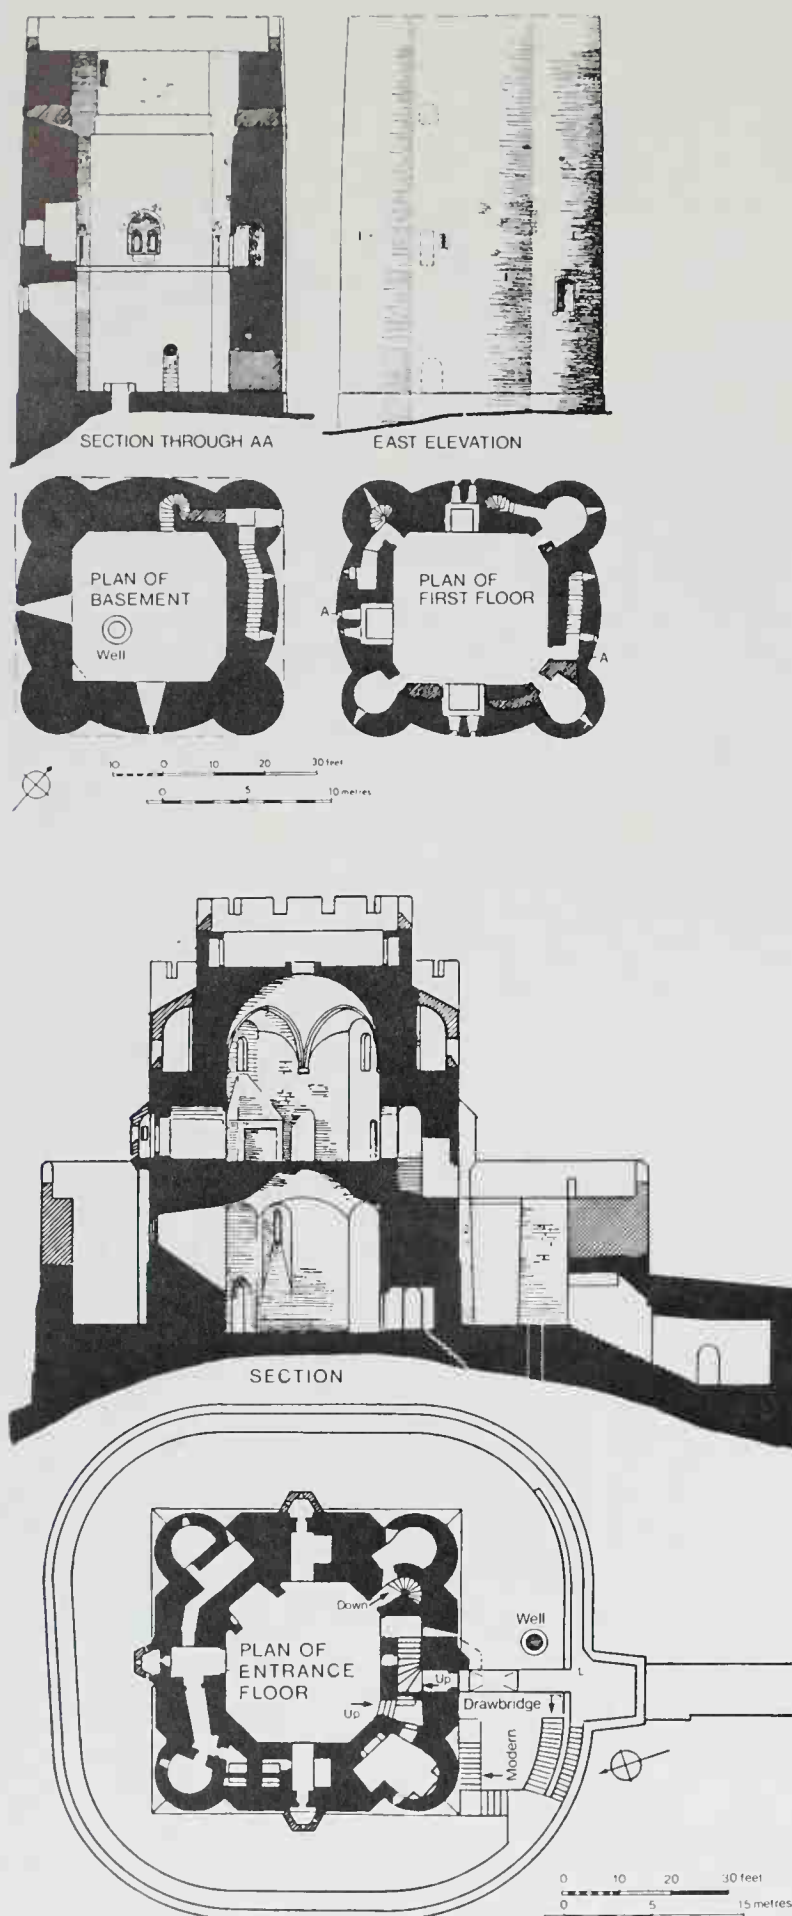 SECTION THROUGH AA
EAST ELEVATION
PLAN OF
BASEMENT
Well
PLAN OF
FIRST FLOOR
A
A
10 0 10 20 30 feet
0 5 10 metres
SECTION
Down
Well
PLAN OF
ENTRANCE
FLOOR
Up
L
Drawbridge
Up
Modern
0 10 20 30 feet
0 5 15 metres